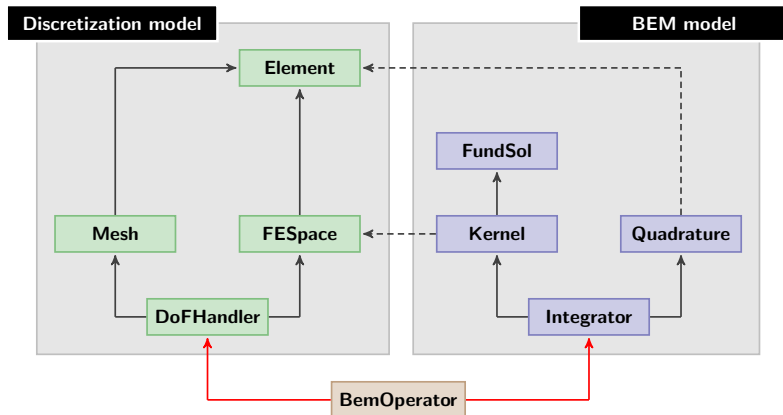 Discretization model
BEM model
Element
FundSol
Mesh
FESpace
Kernel
Quadrature
DoFHandler
Integrator
BemOperator